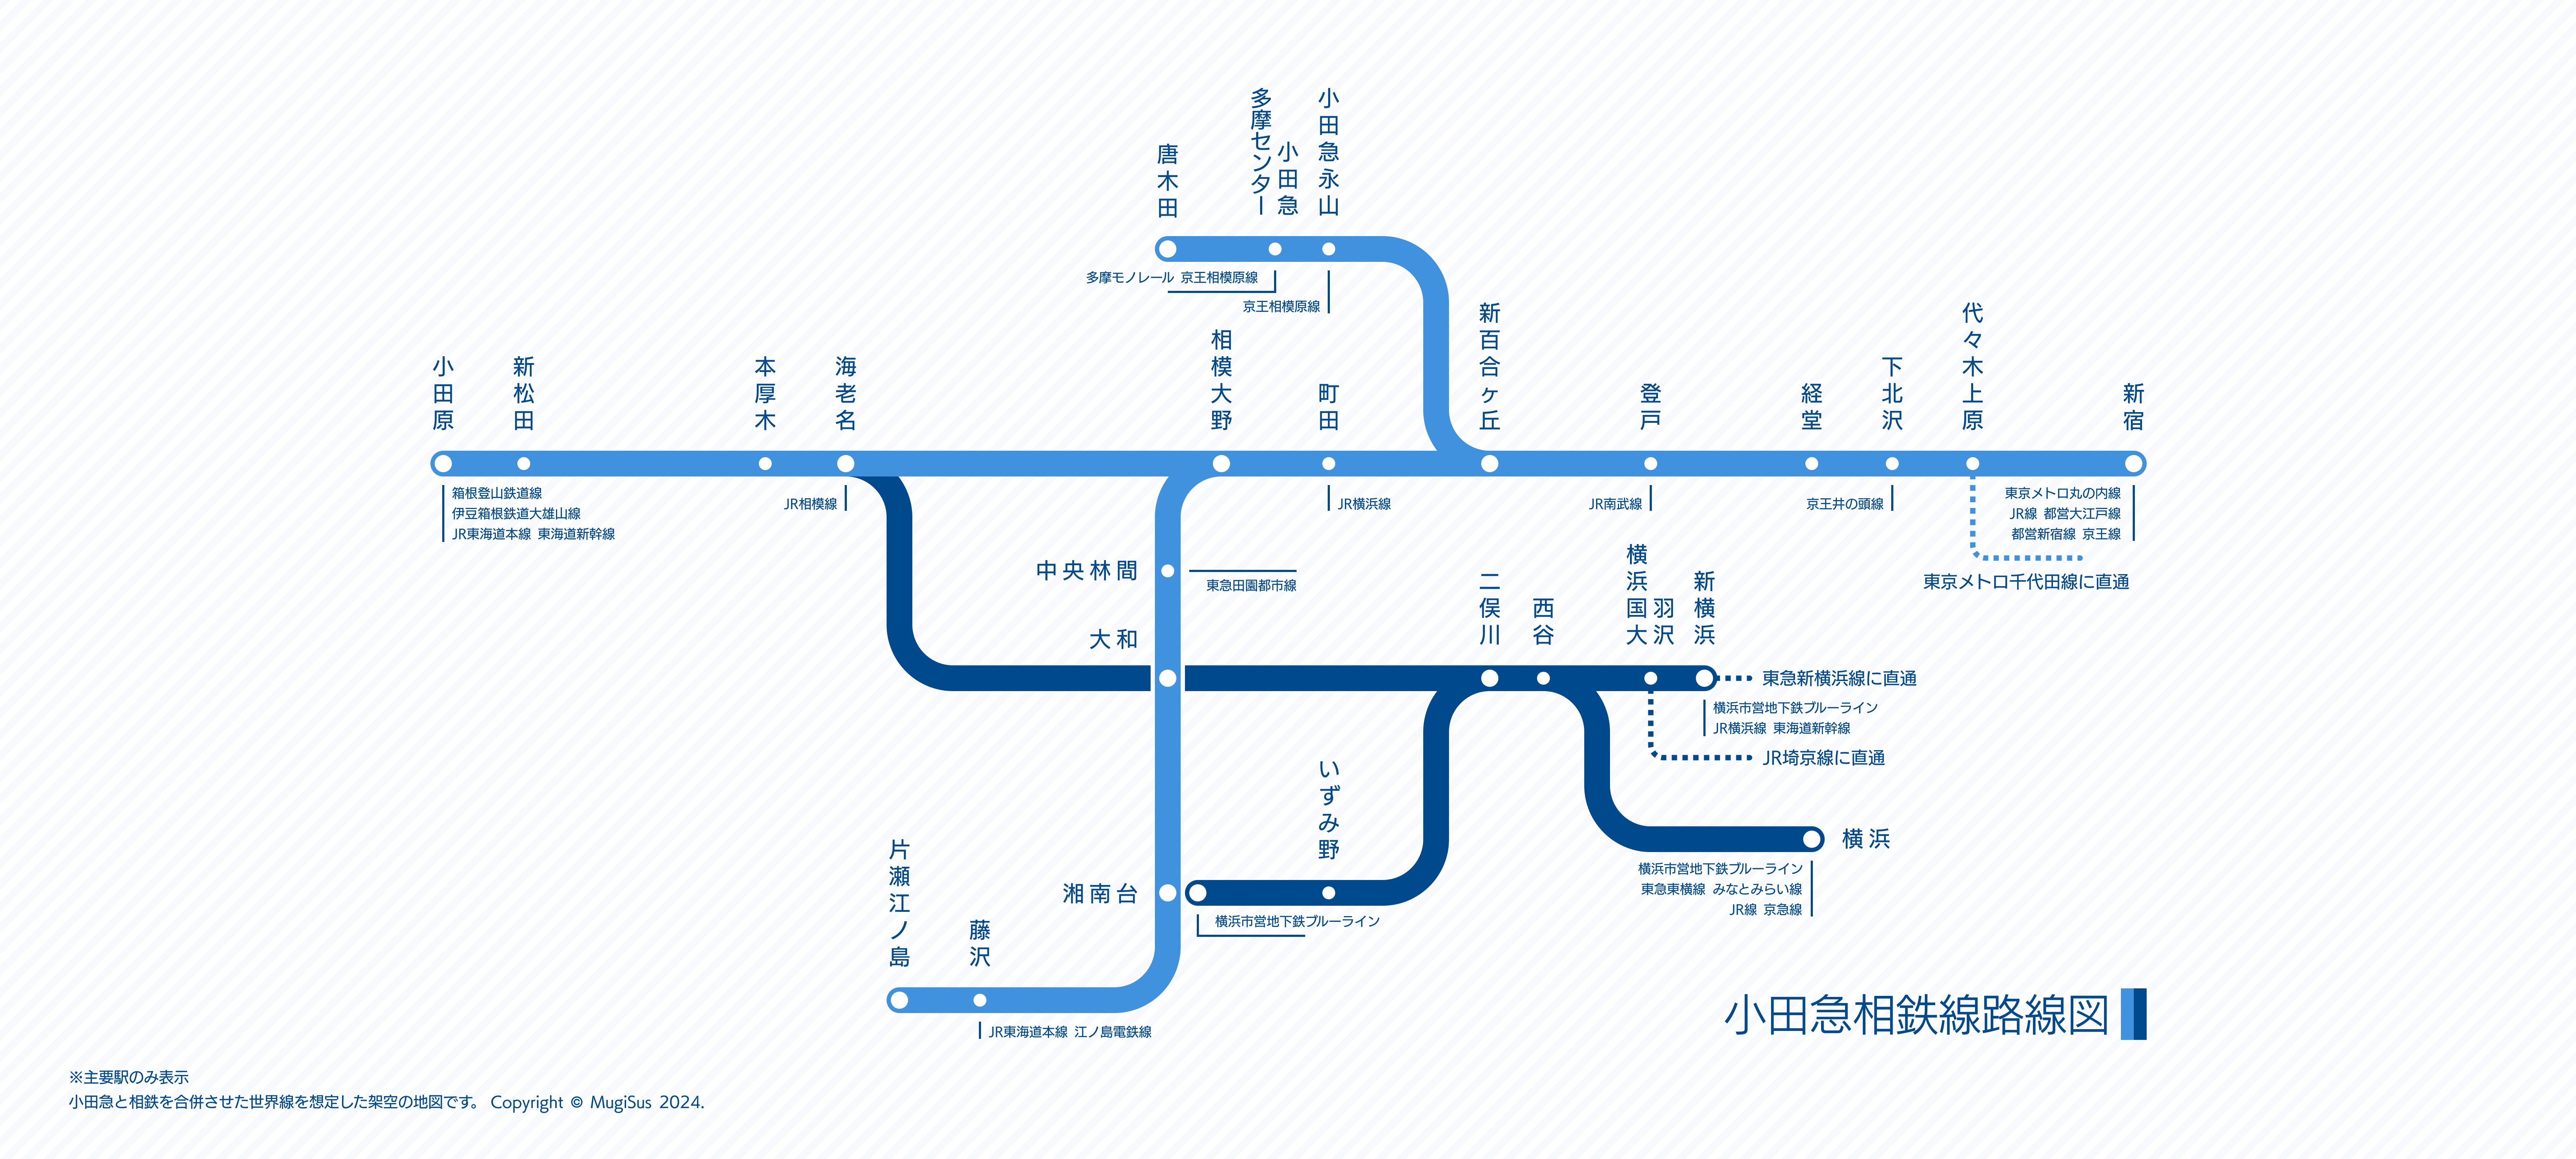 唐木田
小田急
多摩センター
小田急永山
多摩モノレール 京王相模原線
京王相模原線
小田原
新松田
本厚木
海老名
相模大野
町田
新百合ヶ丘
登戸
経堂
下北沢
代々木上原
新宿
箱根登山鉄道線
伊豆箱根鉄道大雄山線
JR東海道本線 東海道新幹線
JR相模線
JR横浜線
JR南武線
京王井の頭線
東京メトロ丸の内線
JR線 都営大江戸線
都営新宿線 京王線
東京メトロ千代田線に直通
中央林間
東急田園都市線
大和
二俣川
西谷
羽沢
横浜国大
新横浜
東急新横浜線に直通
横浜市営地下鉄ブルーライン
JR横浜線 東海道新幹線
JR埼京線に直通
いずみ野
湘南台
横浜市営地下鉄ブルーライン
横浜
横浜市営地下鉄ブルーライン
東急東横線 みなとみらい線
JR線 京急線
片瀬江ノ島
藤沢
JR東海道本線 江ノ島電鉄線
小田急相鉄線路線図
※主要駅のみ表示
小田急と相鉄を合併させた世界線を想定した架空の地図です。 Copyright © MugiSus 2024.